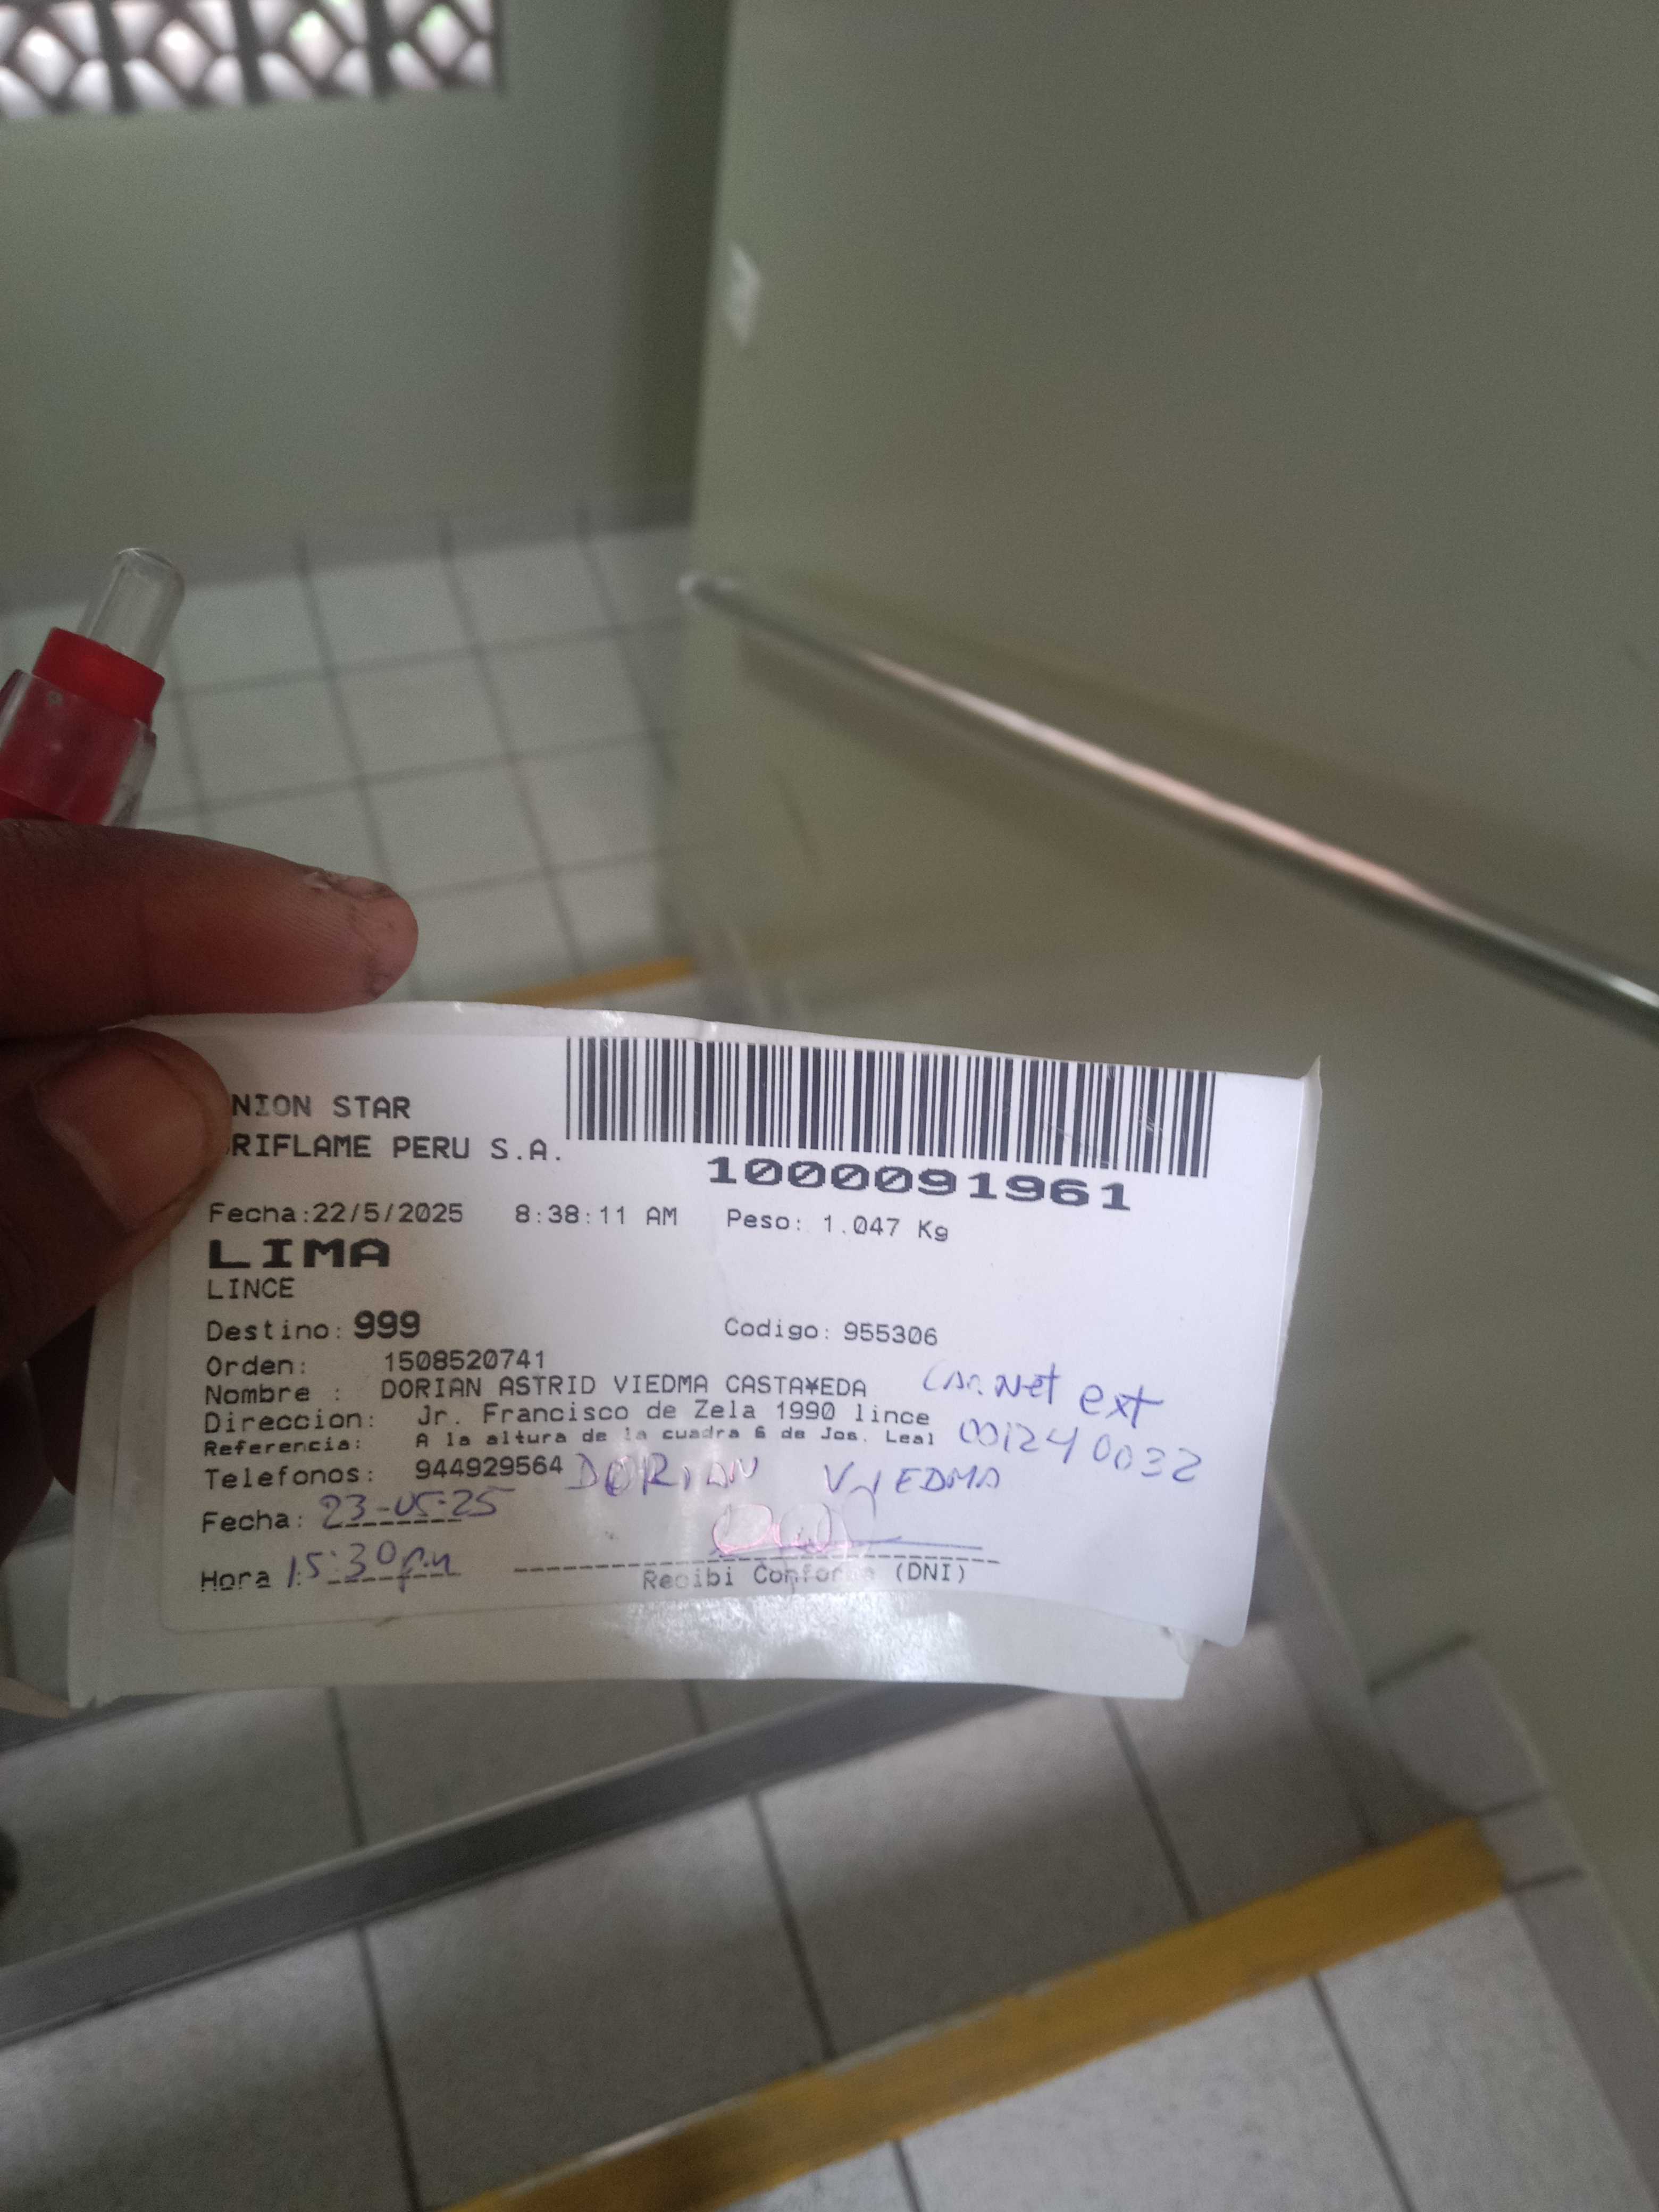 NION STAR
RIFLAME PERU S.A.
1000091961
Fecha:22/5/2025 8:38:11 AM Peso: 1.047 Kg
LIMA
LINCE
Destino: 999 Codigo: 955306
Orden: 1508520741
Nombre : DORIAN ASTRID VIEDMA CASTA¥EDA Carnet ext
Direccion: Jr. Francisco de Zela 1990 lince 001240032
Referencia: A la altura de la cuadra 6 de Jos. Leal
Telefonos: 944929564 DORIAN VIEDMA
Fecha: 23-05-25
Hora : 15:30pm
Recibi Conforme (DNI)